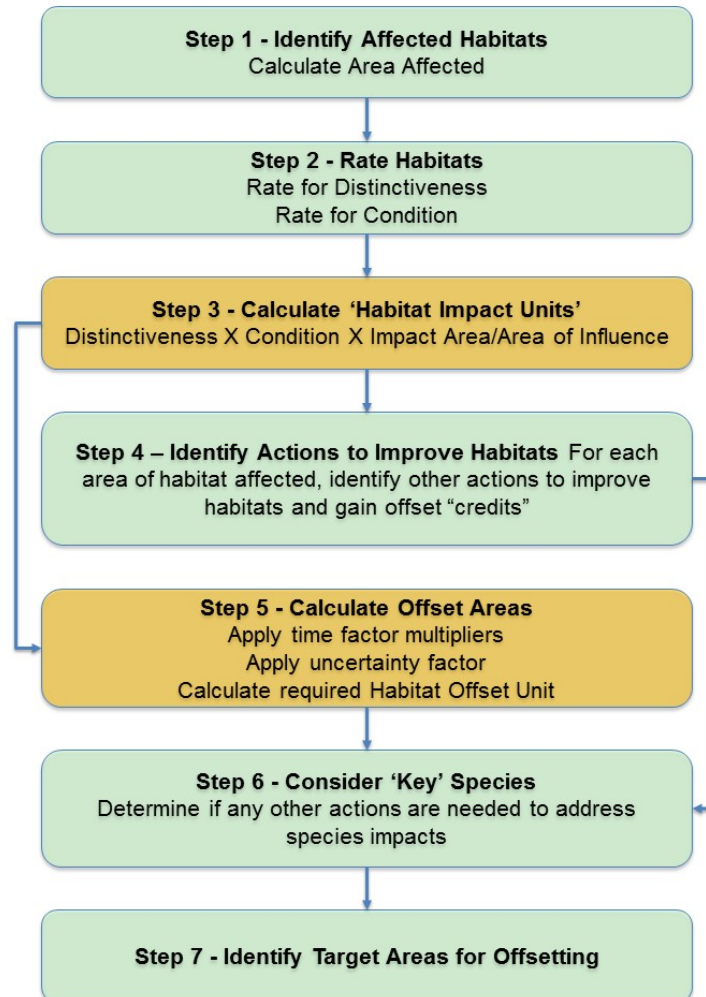 Step 1 - Identify Affected Habitats
Calculate Area Affected
Step 2 - Rate Habitats
Rate for Distinctiveness
Rate for Condition
Step 3 - Calculate ‘Habitat Impact Units’
Distinctiveness X Condition X Impact Area/Area of Influence
Step 4 – Identify Actions to Improve Habitats For each
area of habitat affected, identify other actions to improve
habitats and gain offset “credits”
Step 5 - Calculate Offset Areas
Apply time factor multipliers
Apply uncertainty factor
Calculate required Habitat Offset Unit
Step 6 - Consider ‘Key’ Species
Determine if any other actions are needed to address
species impacts
Step 7 - Identify Target Areas for Offsetting